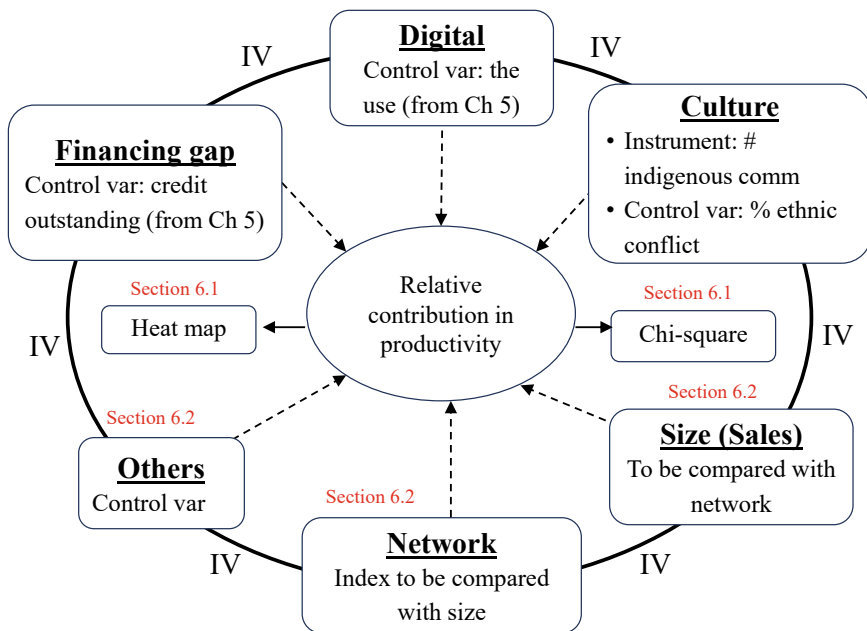 IV
Digital
Control var: the
use (from Ch 5)
IV
Financing gap
Control var: credit
outstanding (from Ch 5)
Culture
• Instrument: #
indigenous comm
• Control var: % ethnic
conflict
Section 6.1
Heat map
Relative
contribution in
productivity
Section 6.1
Chi-square
IV
IV
Section 6.2
Others
Control var
Section 6.2
Size (Sales)
To be compared with
network
Section 6.2
Network
Index to be compared
with size
IV
IV